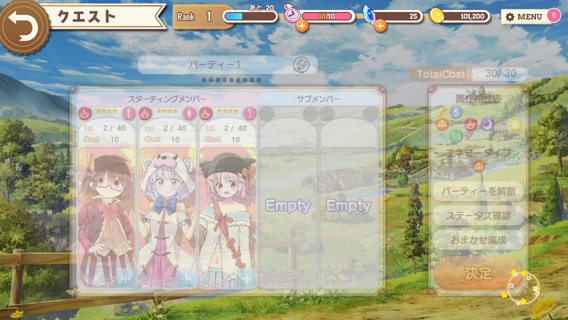 クエスト
Rank 1
あと 20
10/10
25
101,200
MENU 5
パーティー1
TotalCost 30/30
スターティングメンバー
サブメンバー
Lv. 2 / 40
Cost 10
Lv. 2 / 40
Cost 10
Lv. 2 / 40
Cost 10
Empty
Empty
パーティーを解散
ステータス確認
おまかせ編成
決定